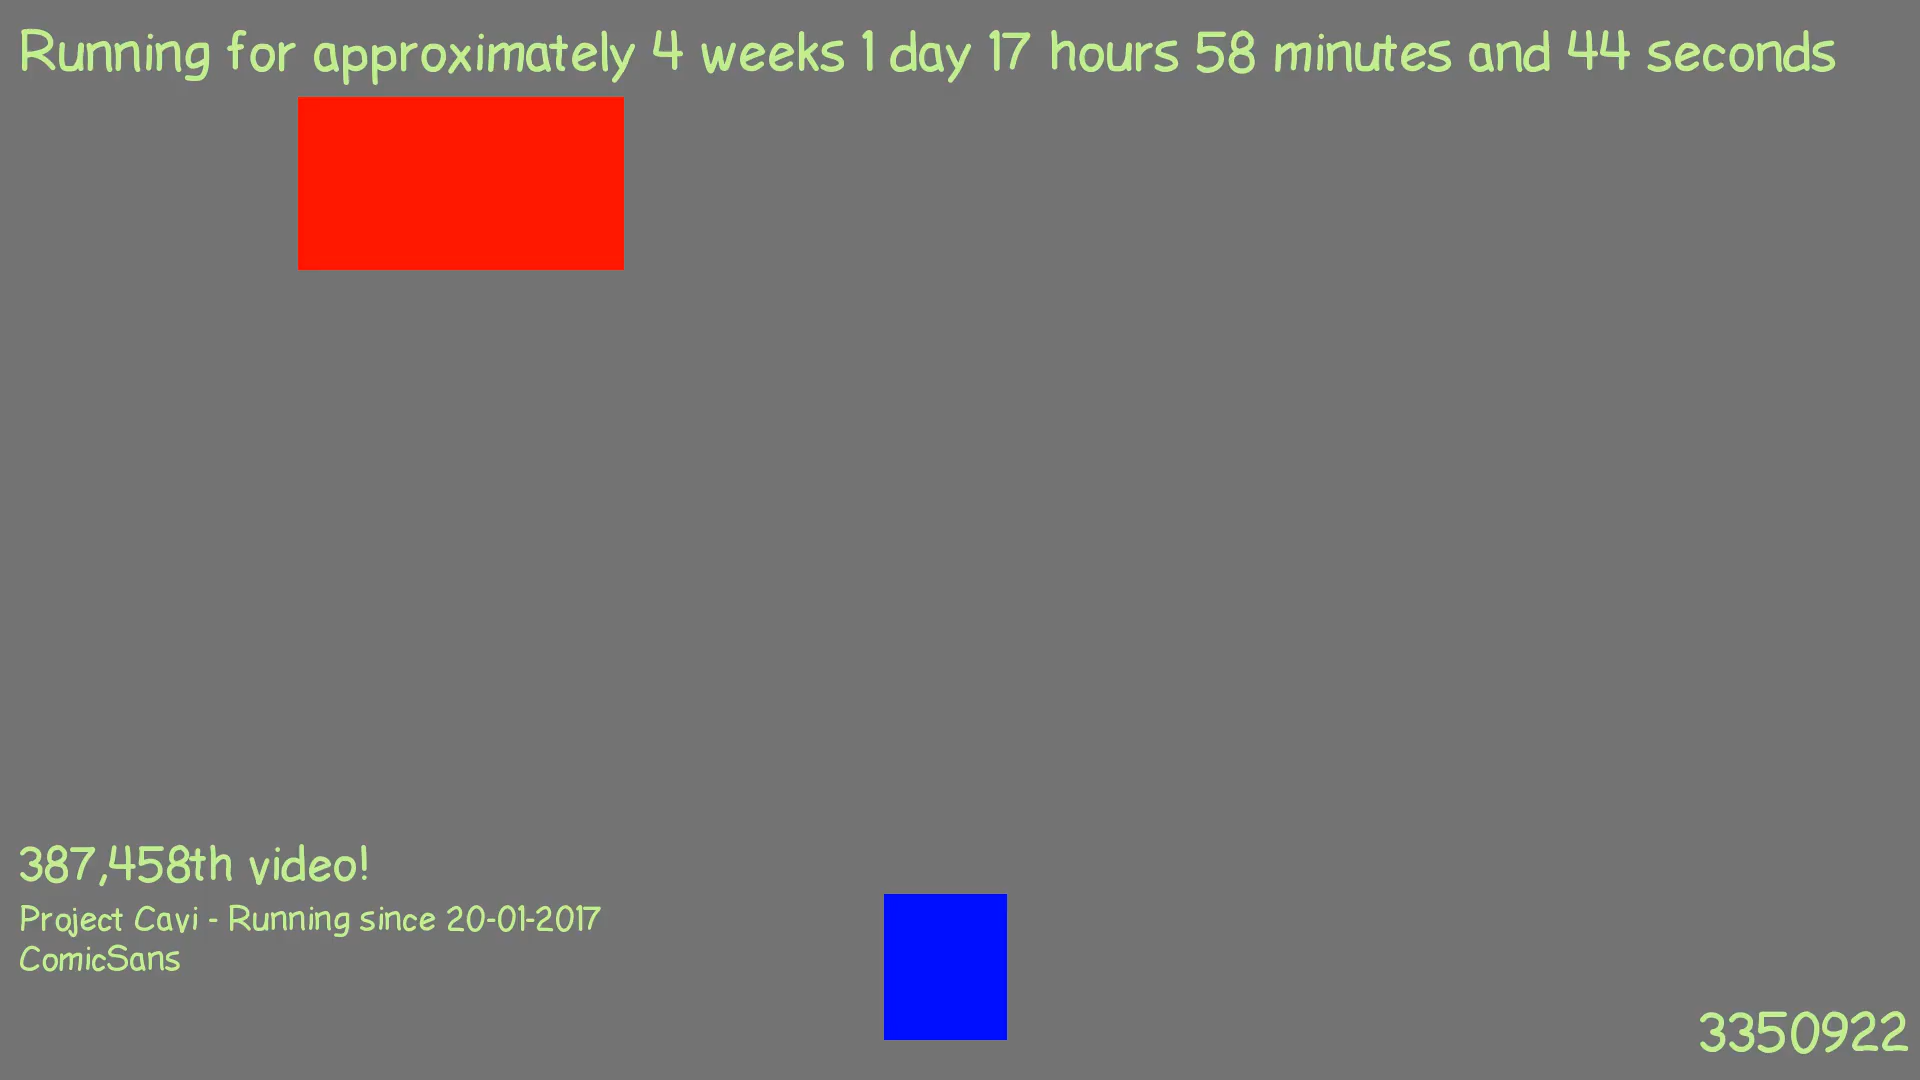 Running for approximately 4 weeks 1 day 17 hours 58 minutes and 44 seconds
387,458th video!
Project Cavi - Running since 20-01-2017
ComicSans
3350922